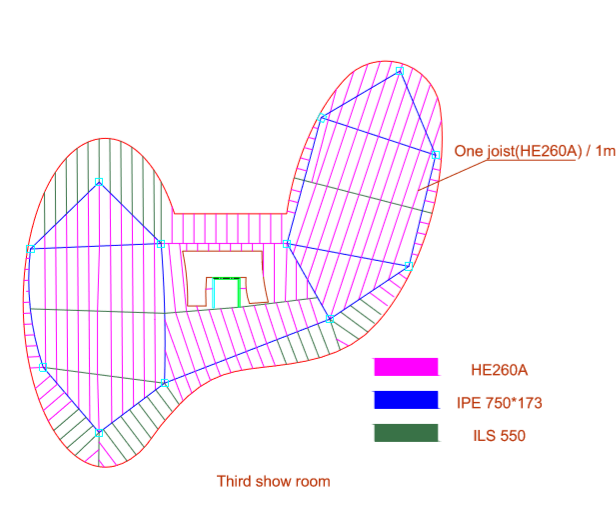 One joist(HE260A) / 1m
HE260A
IPE 750*173
ILS 550
Third show room